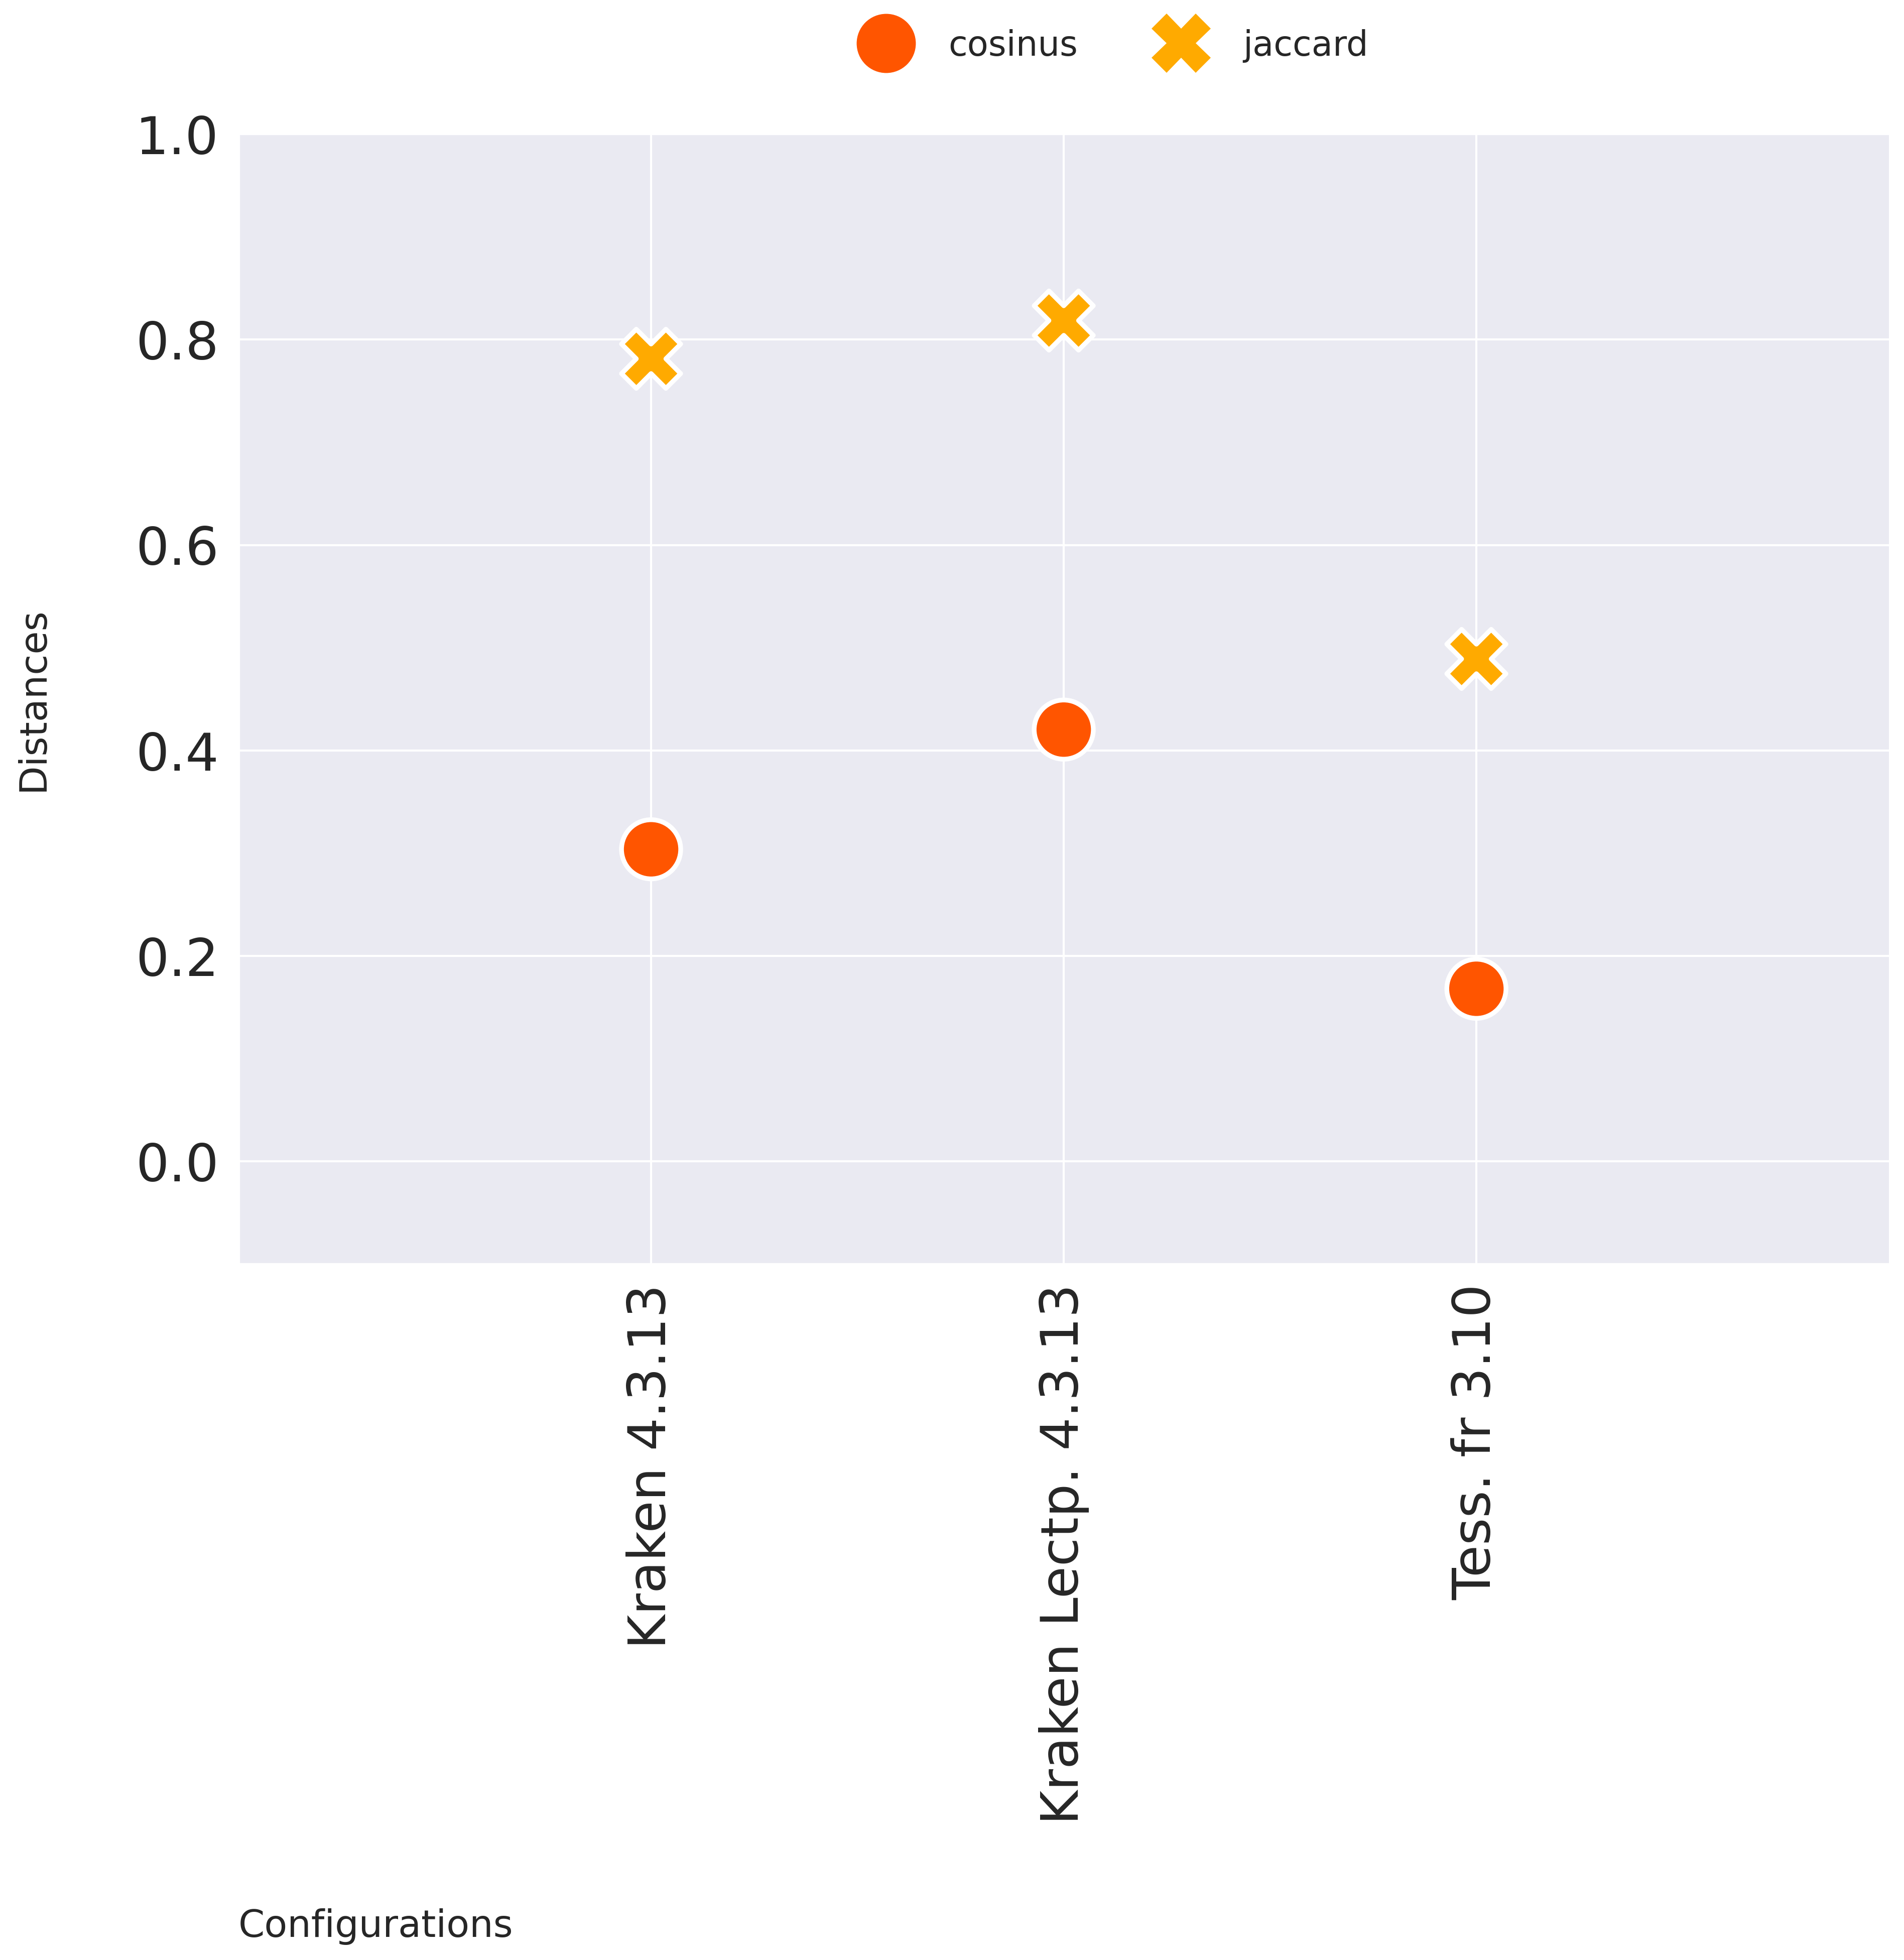 cosinus jaccard
1.0
0.8
0.6
0.4
0.2
0.0
Distances
Kraken 4.3.13
Kraken Lectp. 4.3.13
Tess. fr 3.10
Configurations